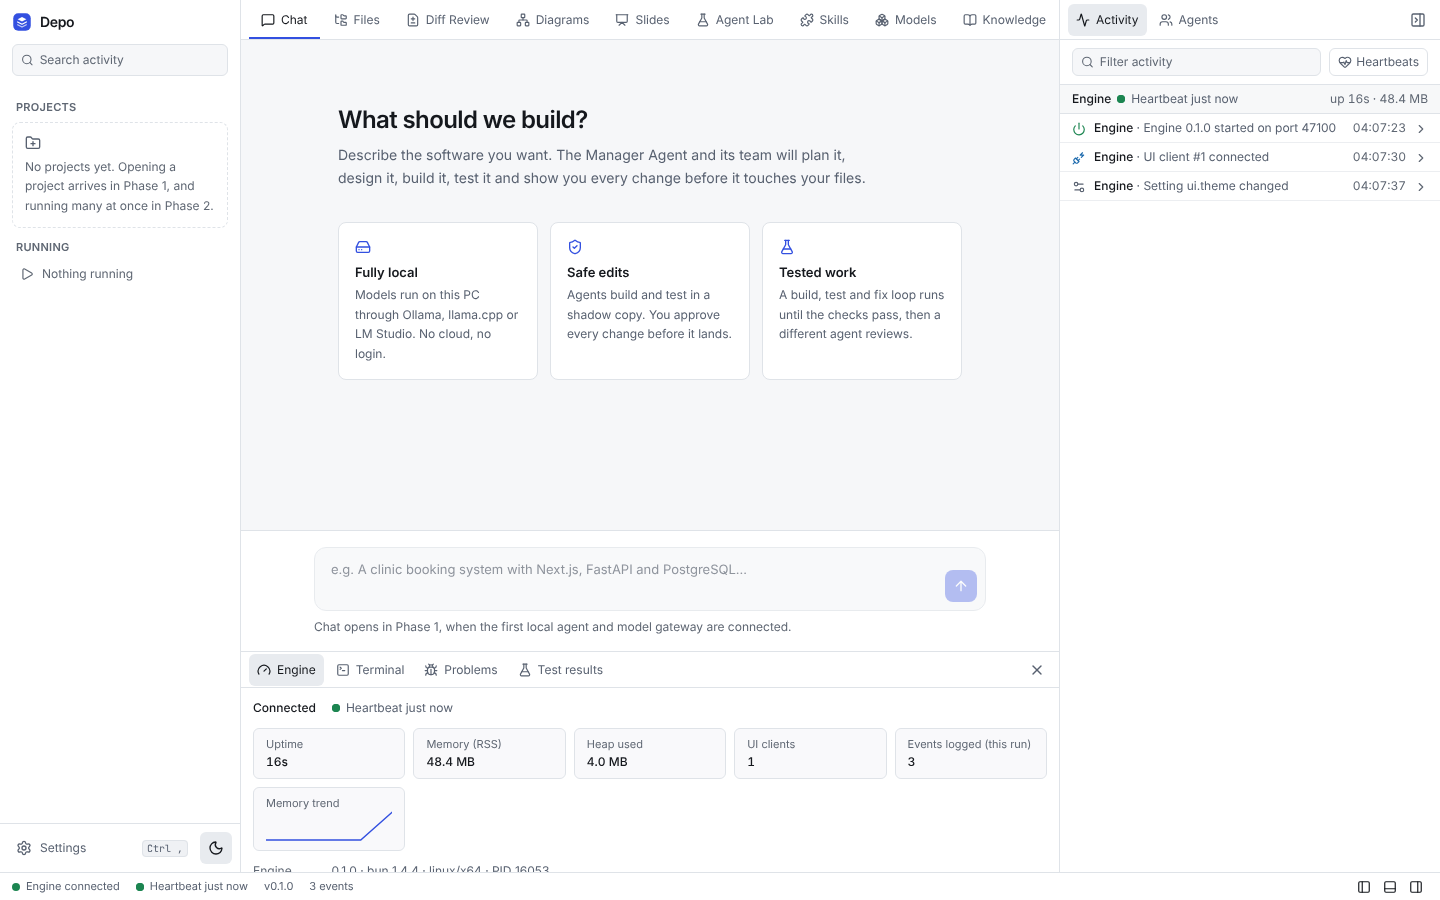 Depo
Search activity
PROJECTS
No projects yet. Opening a
project arrives in Phase 1, and
running many at once in Phase 2.
RUNNING
Nothing running
Settings
Ctrl ,
Chat
Files
Diff Review
Diagrams
Slides
Agent Lab
Skills
Models
Knowledge
What should we build?
Describe the software you want. The Manager Agent and its team will plan it,
design it, build it, test it and show you every change before it touches your files.
Fully local
Models run on this PC
through Ollama, llama.cpp or
LM Studio. No cloud, no
login.
Safe edits
Agents build and test in a
shadow copy. You approve
every change before it lands.
Tested work
A build, test and fix loop runs
until the checks pass, then a
different agent reviews.
e.g. A clinic booking system with Next.js, FastAPI and PostgreSQL...
Chat opens in Phase 1, when the first local agent and model gateway are connected.
Engine
Terminal
Problems
Test results
Connected
Heartbeat just now
Uptime
16s
Memory (RSS)
48.4 MB
Heap used
4.0 MB
UI clients
1
Events logged (this run)
3
Memory trend
Engine 0.1.0 · bun 1.4.4 · linux/x64 · PID 16053
Activity
Agents
Filter activity
Heartbeats
Engine Heartbeat just now up 16s · 48.4 MB
Engine · Engine 0.1.0 started on port 47100 04:07:23
Engine · UI client #1 connected 04:07:30
Engine · Setting ui.theme changed 04:07:37
Engine connected Heartbeat just now v0.1.0 3 events